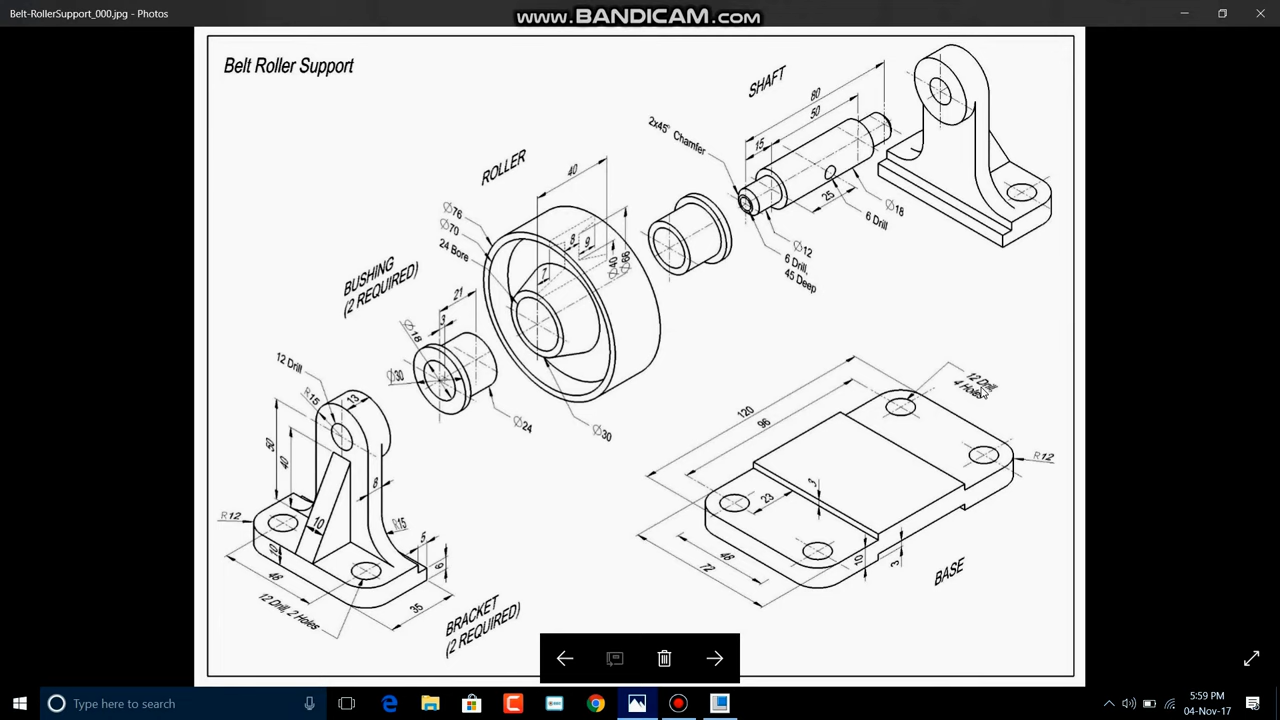 Belt-RollerSupport_000.jpg - Photos
www.BANDICAM.com
Belt Roller Support
SHAFT
80
50
15
2x45° Chamfer
25
Ø18
6 Drill
Ø12
6 Drill,
45 Deep
ROLLER
40
Ø76
Ø70
24 Bore
8
9
7
Ø40
Ø66
Ø30
BUSHING
(2 REQUIRED)
21
3
Ø18
Ø30
Ø24
12 Drill
R15
13
40
8
R12
10
10
R15
5
6
48
35
12 Drill, 2 Holes
BRACKET
(2 REQUIRED)
120
96
12 Drill,
4 Holes
R12
3
23
48
72
10
3
BASE
Type here to search
5:59 PM
04-Nov-17